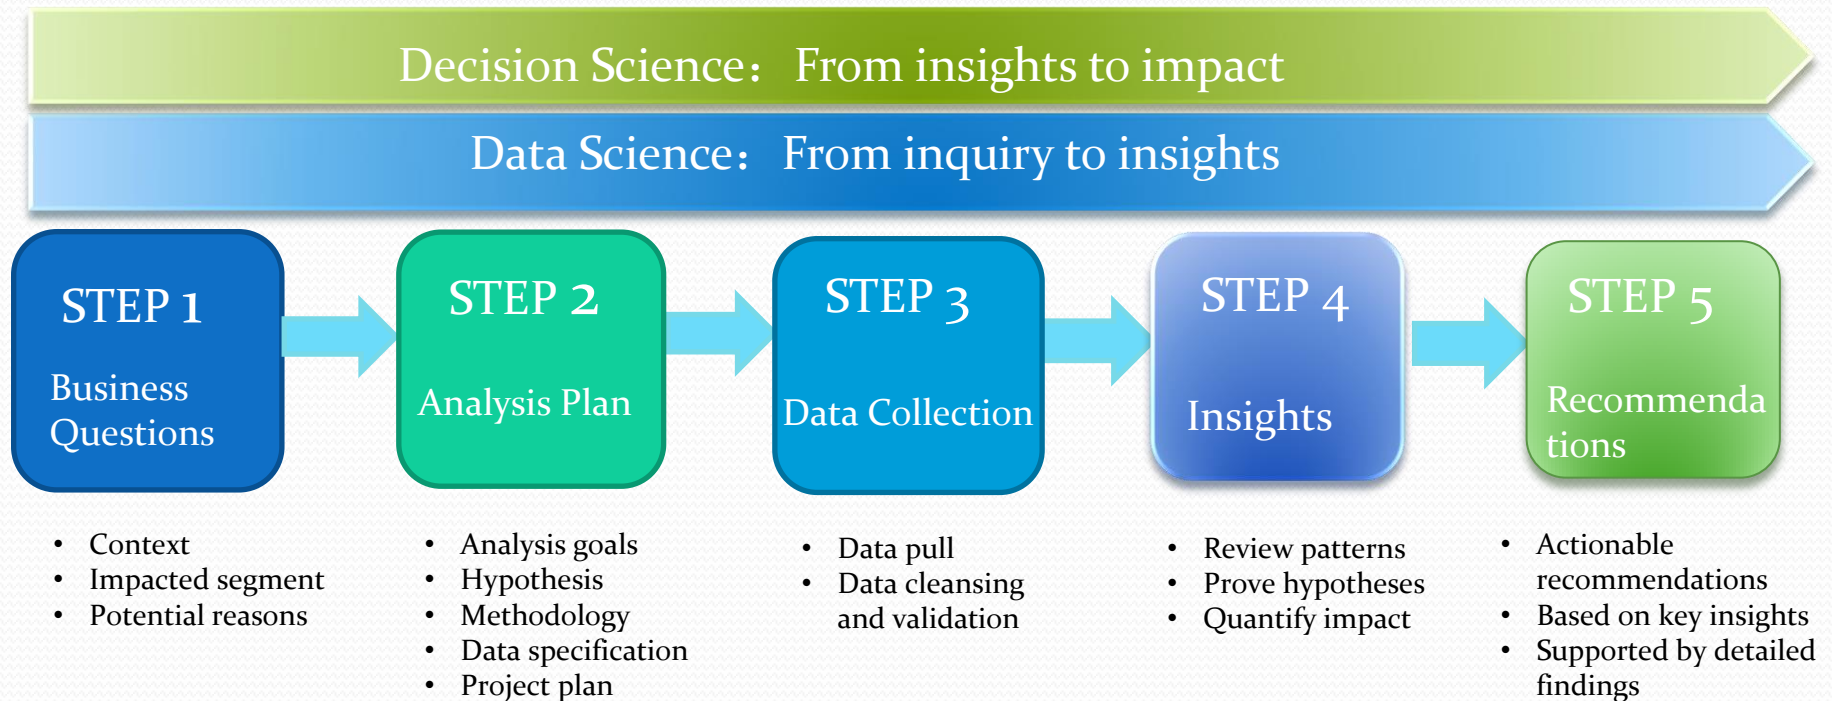 Decision Science： From insights to impact
Data Science： From inquiry to insights
STEP 1
Business
Questions
STEP 2
Analysis Plan
STEP 3
Data Collection
STEP 4
Insights
STEP 5
Recommenda
tions
• Context
• Impacted segment
• Potential reasons
• Analysis goals
• Hypothesis
• Methodology
• Data specification
• Project plan
• Data pull
• Data cleansing
and validation
• Review patterns
• Prove hypotheses
• Quantify impact
• Actionable
recommendations
• Based on key insights
• Supported by detailed
findings